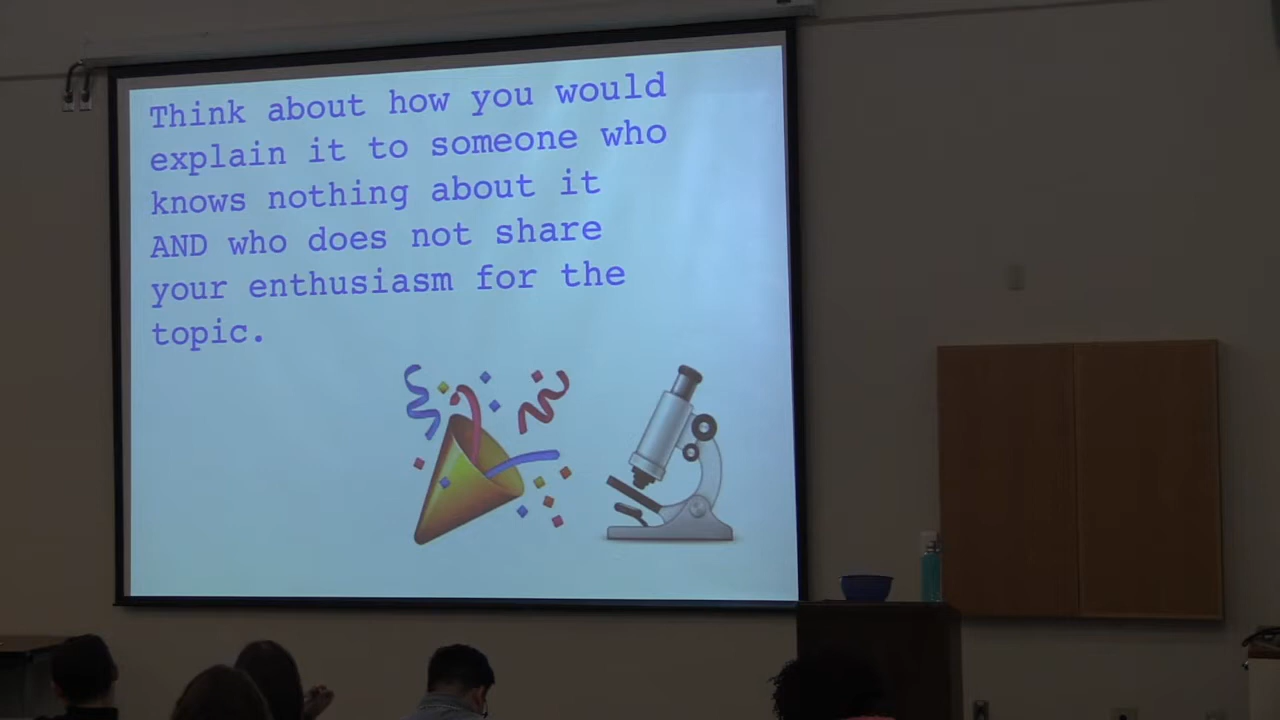 Think about how you would
explain it to someone who
knows nothing about it
AND who does not share
your enthusiasm for the
topic.